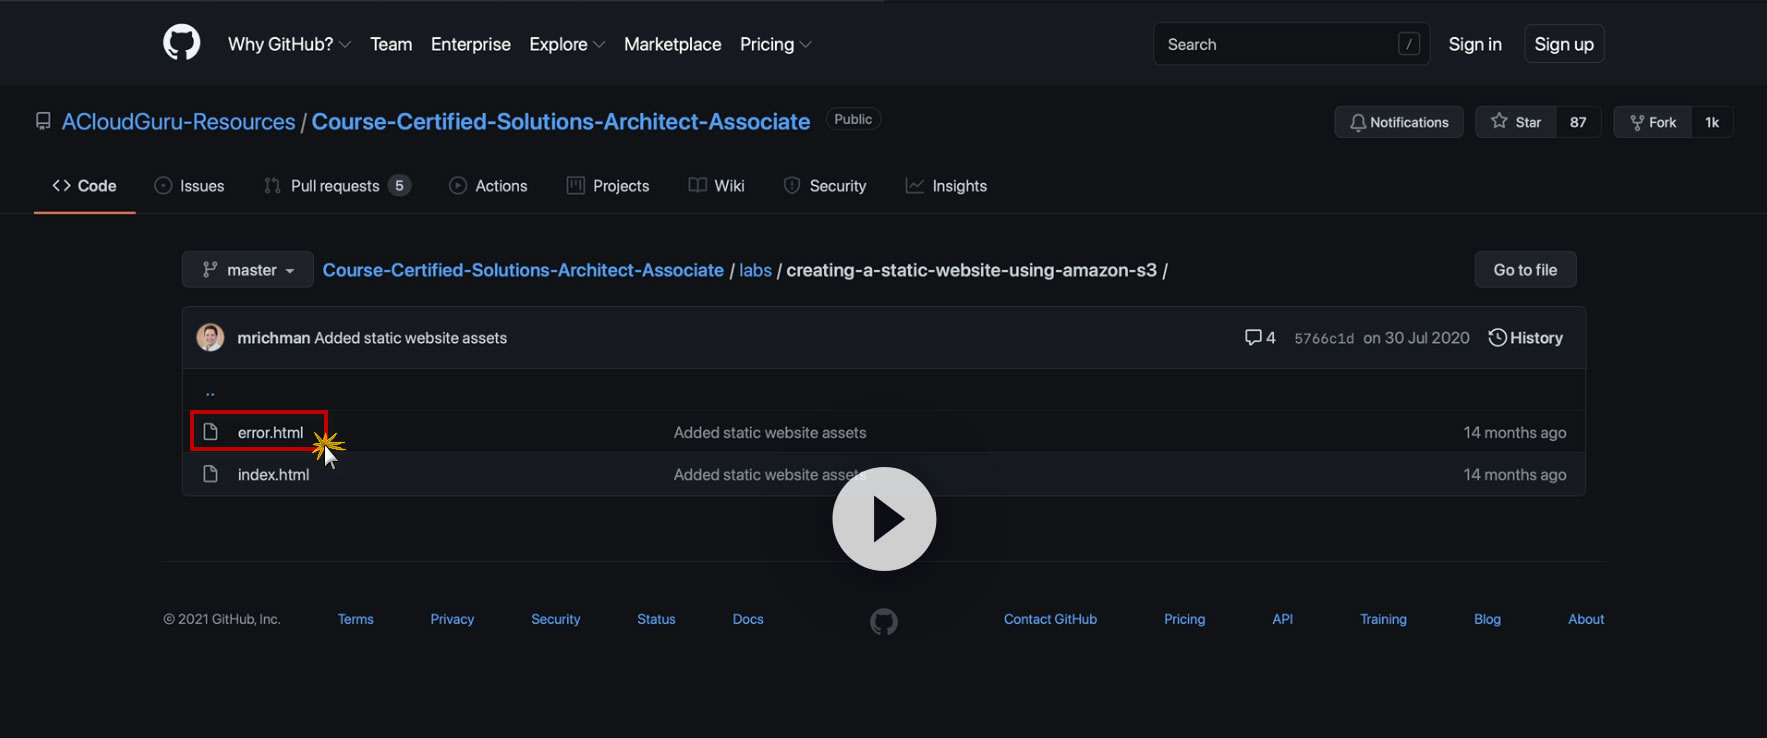 Why GitHub? Team Enterprise Explore Marketplace Pricing Search / Sign in Sign up
ACloudGuru-Resources / Course-Certified-Solutions-Architect-Associate Public Notifications Star 87 Fork 1k
Code Issues Pull requests 5 Actions Projects Wiki Security Insights
master Course-Certified-Solutions-Architect-Associate / labs / creating-a-static-website-using-amazon-s3 / Go to file
mrichman Added static website assets 4 5766c1d on 30 Jul 2020 History
..
error.html Added static website assets 14 months ago
index.html Added static website assets 14 months ago
© 2021 GitHub, Inc. Terms Privacy Security Status Docs Contact GitHub Pricing API Training Blog About